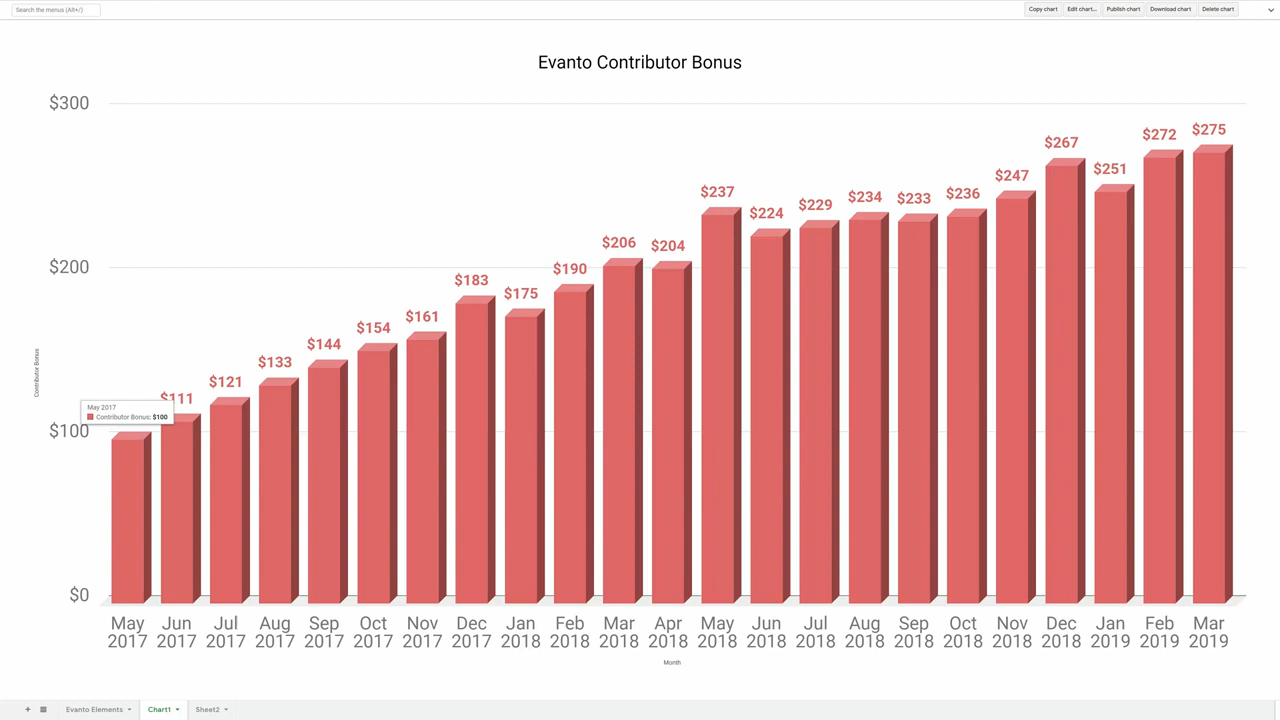 Search the menus (Alt+/)
Copy chart
Edit chart...
Publish chart
Download chart
Delete chart
Evanto Contributor Bonus
$300
$200
$100
$0
Contributor Bonus
$111
$121
$133
$144
$154
$161
$183
$175
$190
$206
$204
$237
$224
$229
$234
$233
$236
$247
$267
$251
$272
$275
May 2017
Contributor Bonus: $100
May Jun Jul Aug Sep Oct Nov Dec Jan Feb Mar Apr May Jun Jul Aug Sep Oct Nov Dec Jan Feb Mar
2017 2017 2017 2017 2017 2017 2017 2017 2018 2018 2018 2018 2018 2018 2018 2018 2018 2018 2018 2018 2019 2019 2019
Month
+ Evanto Elements Chart1 Sheet2